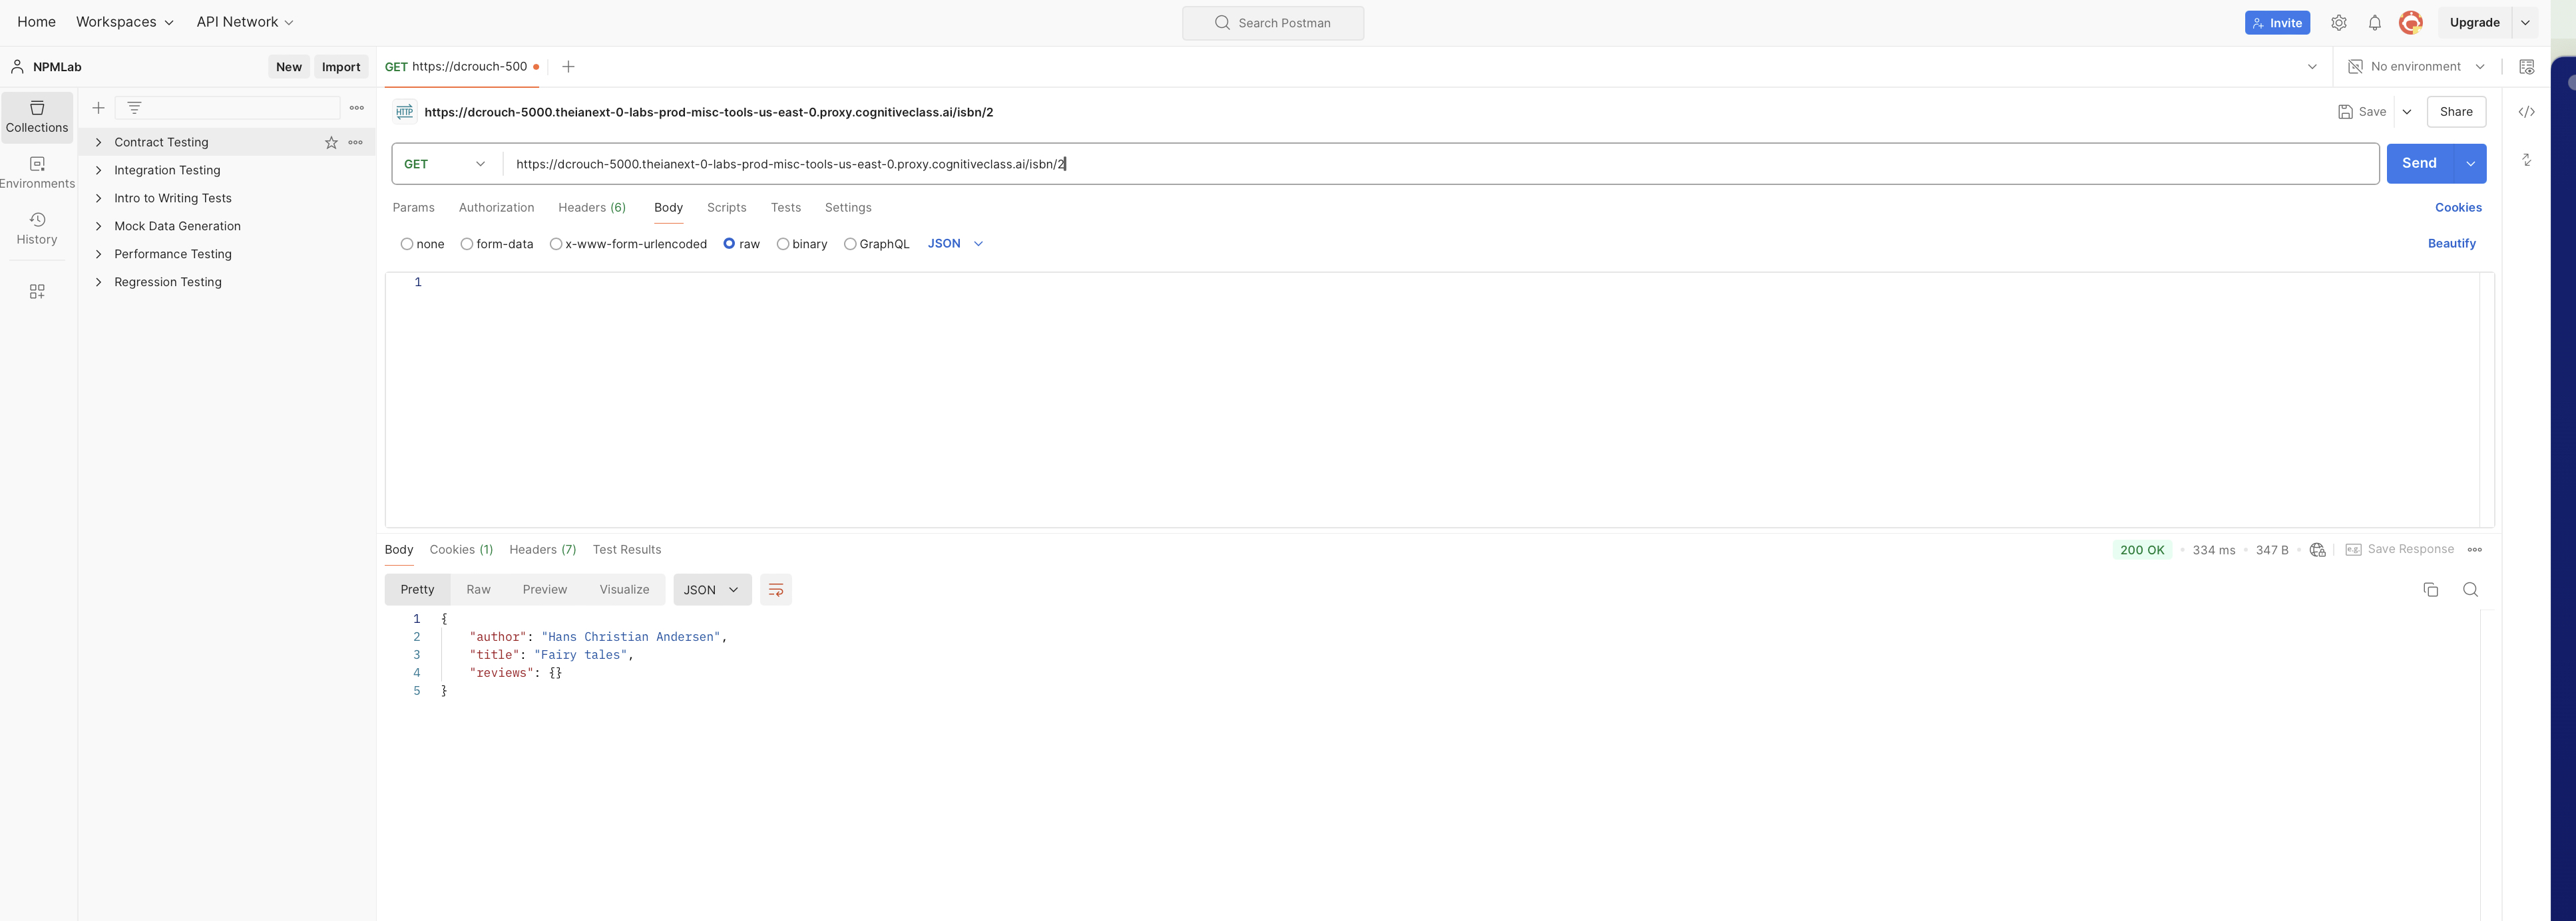 Home Workspaces API Network Search Postman Invite Upgrade
NPMLab New Import GET https://dcrouch-500 No environment
Collections
Environments
History
Contract Testing
Integration Testing
Intro to Writing Tests
Mock Data Generation
Performance Testing
Regression Testing
HTTP https://dcrouch-5000.theianext-0-labs-prod-misc-tools-us-east-0.proxy.cognitiveclass.ai/isbn/2 Save Share
GET https://dcrouch-5000.theianext-0-labs-prod-misc-tools-us-east-0.proxy.cognitiveclass.ai/isbn/2 Send
Params Authorization Headers (6) Body Scripts Tests Settings Cookies
none form-data x-www-form-urlencoded raw binary GraphQL JSON Beautify
1
Body Cookies (1) Headers (7) Test Results 200 OK 334 ms 347 B e.g. Save Response
Pretty Raw Preview Visualize JSON
1 {
2 "author": "Hans Christian Andersen",
3 "title": "Fairy tales",
4 "reviews": {}
5 }